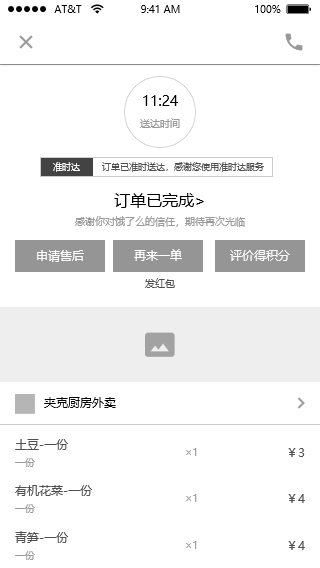 AT&T 9:41 AM 100%
11:24
送达时间
准时达 订单已准时送达，感谢您使用准时达服务
订单已完成>
感谢你对饿了么的信任，期待再次光临
申请售后 再来一单 评价得积分
发红包
夹克厨房外卖
土豆-一份 ×1 ¥3
一份
有机花菜-一份 ×1 ¥4
一份
青笋-一份 ×1 ¥4
一份